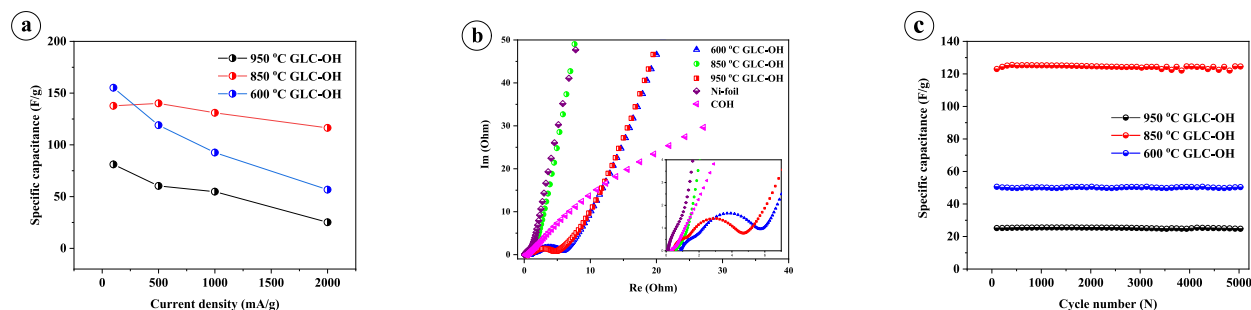 a
200
150
100
50
0
0
500
1000
1500
2000
Specific capacitance (F/g)
Current density (mA/g)
950 °C GLC-OH
850 °C GLC-OH
600 °C GLC-OH
b
50
40
30
20
10
0
0
10
20
30
40
Im (Ohm)
Re (Ohm)
600 °C GLC-OH
850 °C GLC-OH
950 °C GLC-OH
Ni-foil
COH
c
140
120
100
80
60
40
20
0
0
1000
2000
3000
4000
5000
Specific capacitance (F/g)
Cycle number (N)
950 °C GLC-OH
850 °C GLC-OH
600 °C GLC-OH